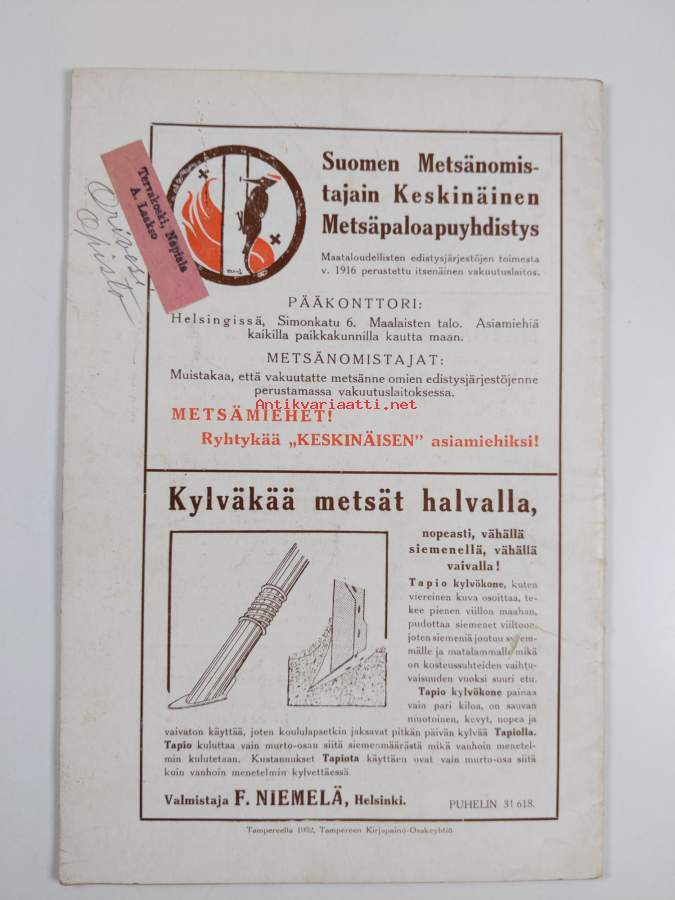 Suomen Metsänomis-
tajain Keskinäinen
Metsäpaloapuyhdistys
Maataloudellisten edistysjärjestöjen toimesta
v. 1916 perustettu itsenäinen vakuutuslaitos.
Terrakoski, Napiala
A. Laakso
Orivesi,
Opisto
PÄÄKONTTORI:
Helsingissä, Simonkatu 6. Maalaisten talo. Asiamiehiä
kaikilla paikkakunnilla kautta maan.
METSÄNOMISTAJAT:
Muistakaa, että vakuutatte metsänne omien edistysjärjestöjenne
perustamassa vakuutuslaitoksessa.
Antikvariaatti.net
METSÄMIEHET!
Ryhtykää „KESKINÄISEN" asiamiehiksi!
Kylväkää metsät halvalla,
nopeasti, vähällä
siemenellä, vähällä
vaivalla!
Tapio kylvökone, kuten
viereinen kuva osoittaa, te-
kee pienen viillon maahan,
pudottaa siemenet viiltoon,
joten siemeniä joutuu syvem-
mälle ja matalammalle mikä
on kosteussuhteiden vaihtu-
vaisuuden vuoksi suuri etu.
Tapio kylvökone painaa
vain pari kiloa, on sauvan
muotoinen, kevyt, nopea ja
vaivaton käyttää, joten koululapsetkin jaksavat pitkän päivän kylvää Tapiolla.
Tapio kuluttaa vain murto-osan siitä siemenmäärästä mikä vanhoin menetel-
min kulutetaan. Kustannukset Tapiota käyttäen ovat vain murto-osa siitä
kuin vanhoin menetelmin kylvettäessä.
Valmistaja F. NIEMELÄ, Helsinki.
PUHELIN 31 618.
Tampereella 1932, Tampereen Kirjapaino-Osakeyhtiö